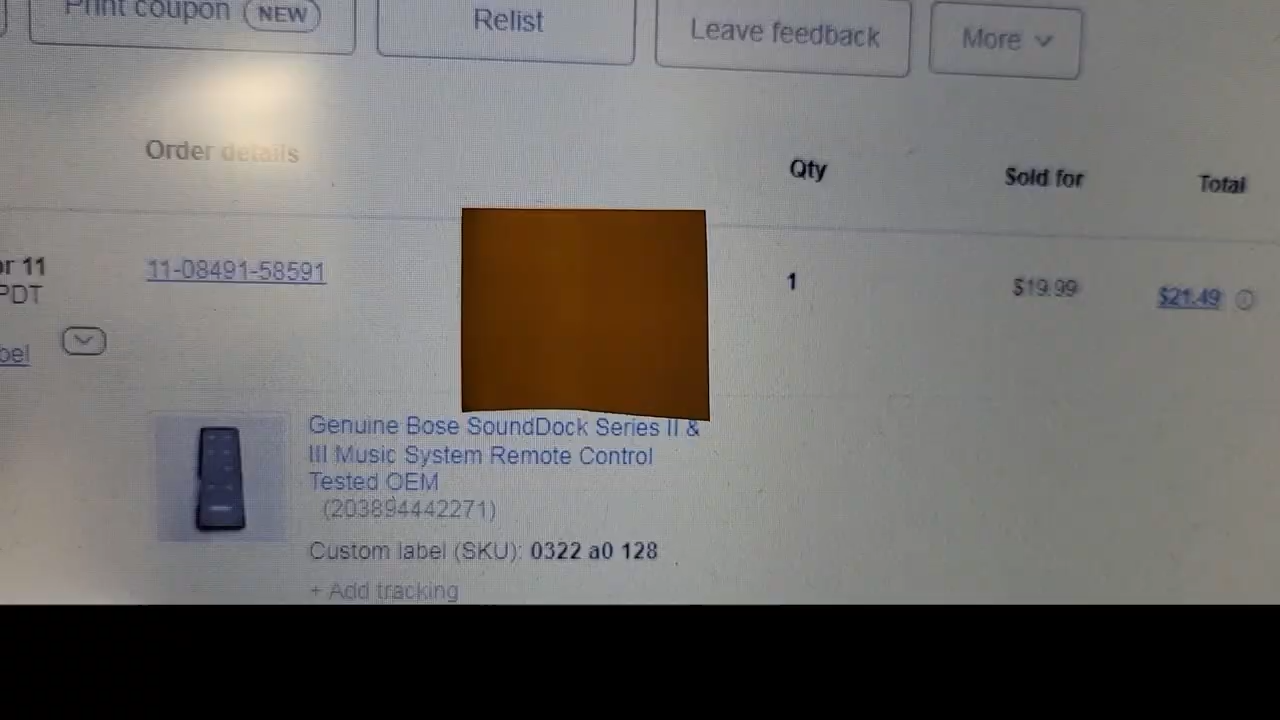 Print coupon NEW
Relist
Leave feedback
More
Order details
Qty
Sold for
Total
11
PDT
11-08491-58591
1
$19.99
$21.49
Genuine Bose SoundDock Series II &
III Music System Remote Control
Tested OEM
(203894442271)
Custom label (SKU): 0322 a0 128
+ Add tracking